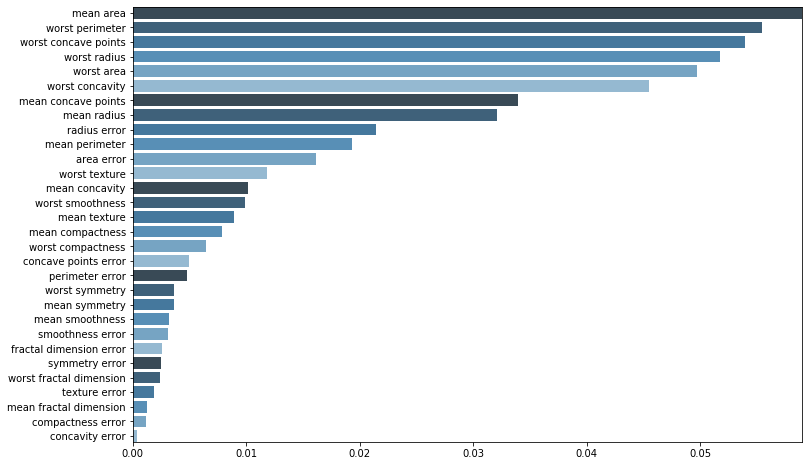 mean area
worst perimeter
worst concave points
worst radius
worst area
worst concavity
mean concave points
mean radius
radius error
mean perimeter
area error
worst texture
mean concavity
worst smoothness
mean texture
mean compactness
worst compactness
concave points error
perimeter error
worst symmetry
mean symmetry
mean smoothness
smoothness error
fractal dimension error
symmetry error
worst fractal dimension
texture error
mean fractal dimension
compactness error
concavity error
0.00 0.01 0.02 0.03 0.04 0.05